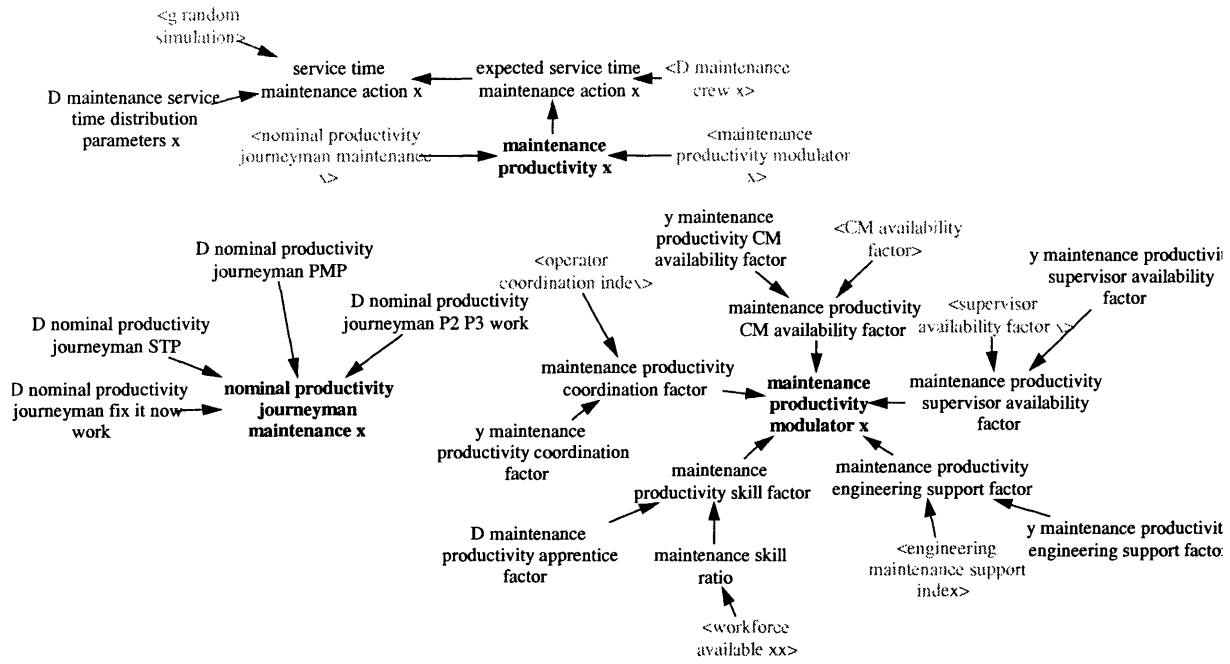 <g random
simulation>
service time
maintenance action x
expected service time
maintenance action x
<D maintenance
crew x>
D maintenance service
time distribution
parameters x
<nominal productivity
journeyman maintenance
x>
maintenance
productivity x
<maintenance
productivity modulator
x>
D nominal productivity
journeyman PMP
D nominal productivity
journeyman P2 P3 work
D nominal productivity
journeyman STP
D nominal productivity
journeyman fix it now
work
nominal productivity
journeyman
maintenance x
<operator
coordination index>
y maintenance
productivity CM
availability factor
<CM availability
factor>
y maintenance productivi
supervisor availability
factor
maintenance productivity
CM availability factor
<supervisor
availability factor x>
maintenance productivity
coordination factor
maintenance
productivity
modulator x
maintenance productivity
supervisor availability
factor
y maintenance
productivity coordination
factor
maintenance
productivity skill factor
maintenance productivity
engineering support factor
D maintenance
productivity apprentice
factor
maintenance skill
ratio
<engineering
maintenance support
index>
y maintenance productivit
engineering support factor
<workforce
available xx>